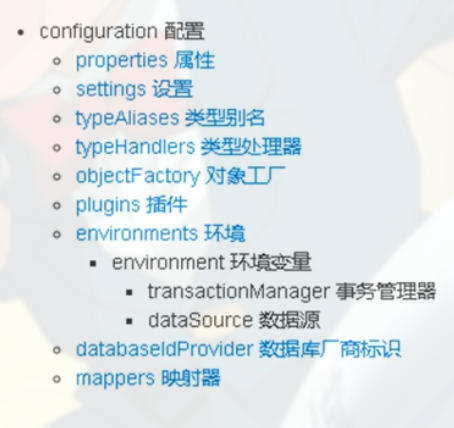 configuration 配置
properties 属性
settings 设置
typeAliases 类型别名
typeHandlers 类型处理器
objectFactory 对象工厂
plugins 插件
environments 环境
environment 环境变量
transactionManager 事务管理器
dataSource 数据源
databaseIdProvider 数据库厂商标识
mappers 映射器